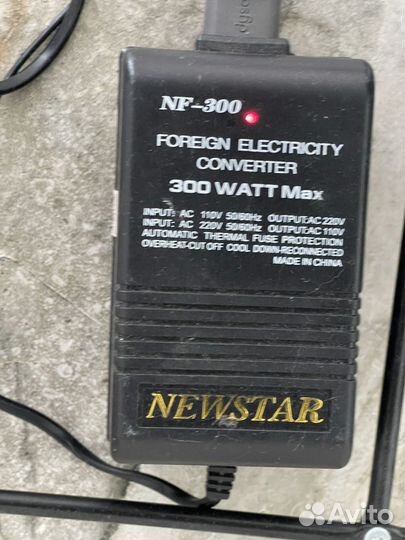 dyson
NF-300
FOREIGN ELECTRICITY
CONVERTER
300 WATT Max
INPUT: AC 110V 50/60Hz OUTPUT:AC 220V
INPUT: AC 220V 50/60Hz OUTPUT:AC 110V
AUTOMATIC THERMAL FUSE PROTECTION
OVERHEAT-CUT OFF COOL DOWN-RECONNECTED
MADE IN CHINA
NEWSTAR
Avito